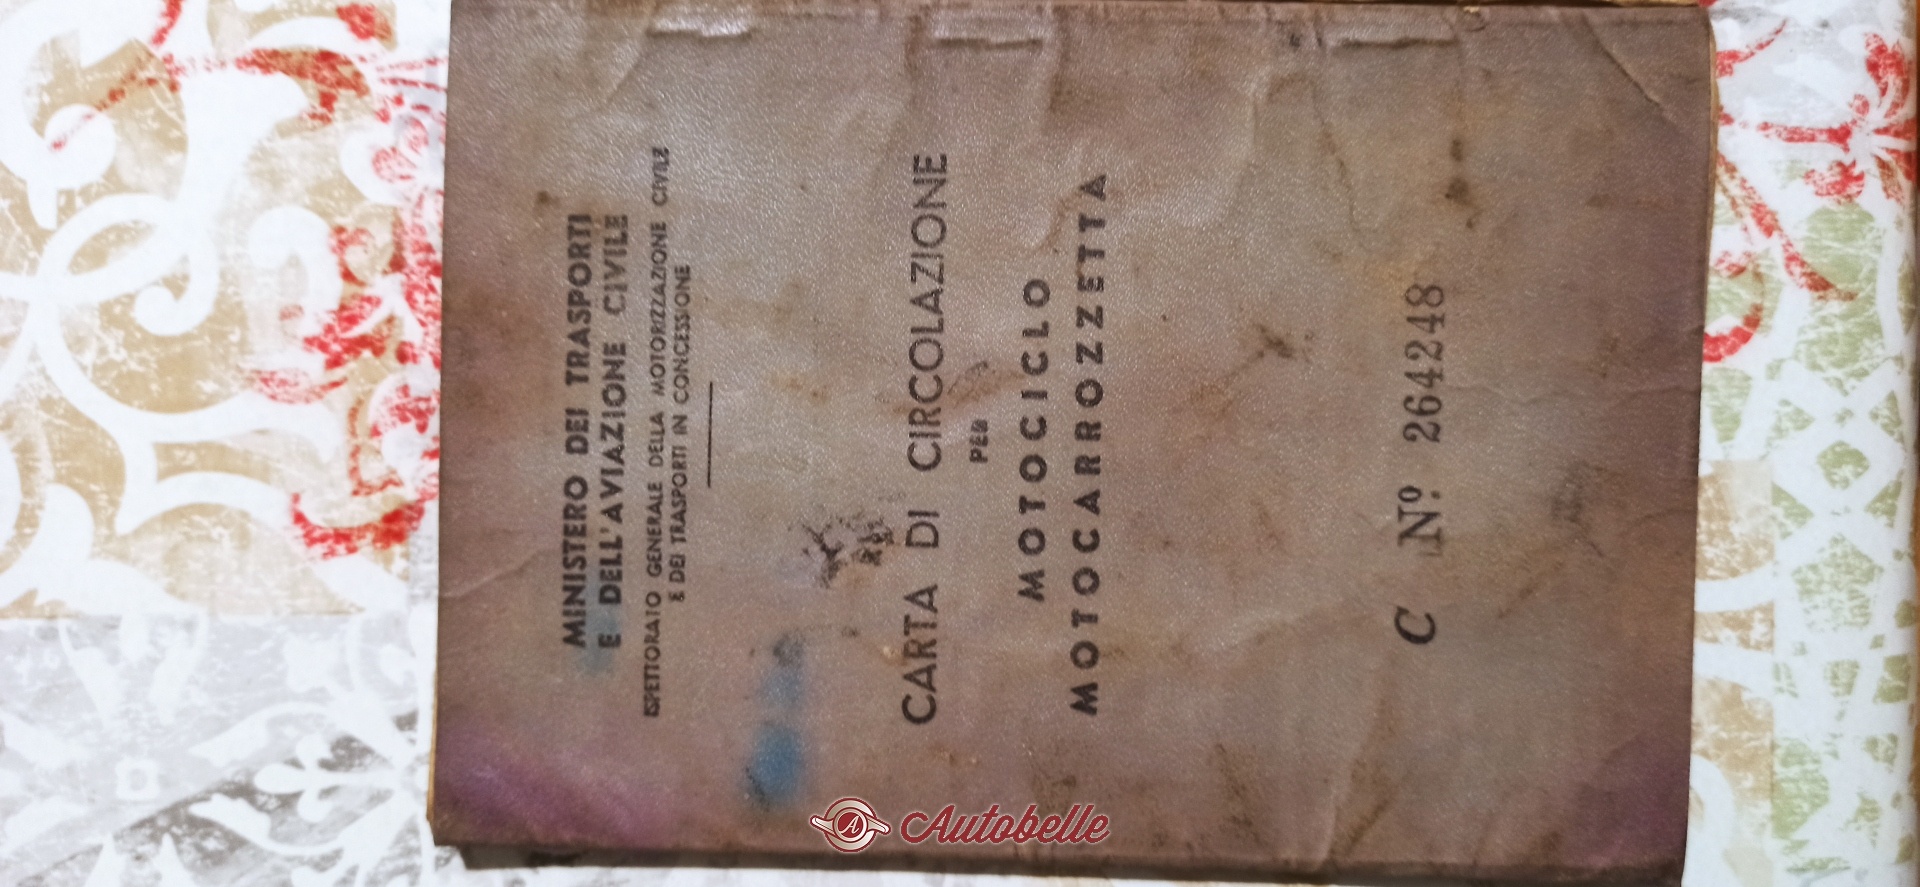 MINISTERO DEI TRASPORTI
E DELL'AVIAZIONE CIVILE
ISPETTORATO GENERALE DELLA MOTORIZZAZIONE CIVILE
E DEI TRASPORTI IN CONCESSIONE
CARTA DI CIRCOLAZIONE
PER
MOTOCICLO
MOTOCARROZZETTA
C Nº. 264248
Autobelle